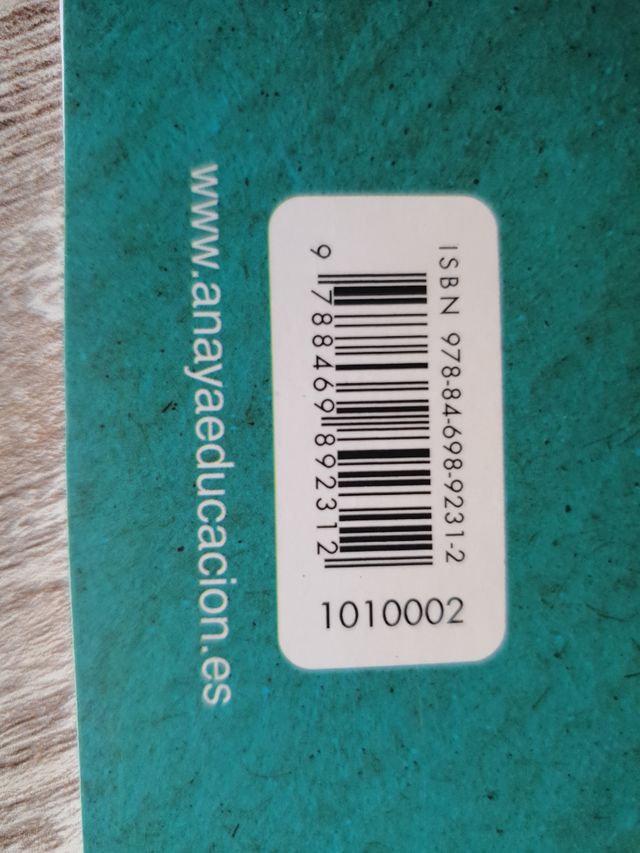 ISBN 978-84-698-9231-2
9 788469 892312
1010002
www.anayaeducacion.es